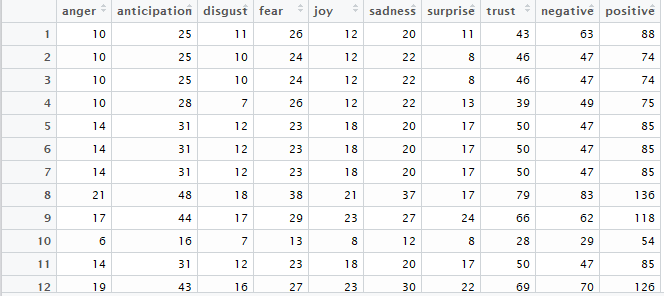 anger anticipation disgust fear joy sadness surprise trust negative positive
1 10 25 11 26 12 20 11 43 63 88
2 10 25 10 24 12 22 8 46 47 74
3 10 25 10 24 12 22 8 46 47 74
4 10 28 7 26 12 22 13 39 49 75
5 14 31 12 23 18 20 17 50 47 85
6 14 31 12 23 18 20 17 50 47 85
7 14 31 12 23 18 20 17 50 47 85
8 21 48 18 38 21 37 17 79 83 136
9 17 44 17 29 23 27 24 66 62 118
10 6 16 7 13 8 12 8 28 29 54
11 14 31 12 23 18 20 17 50 47 85
12 19 43 16 27 23 30 22 69 70 126